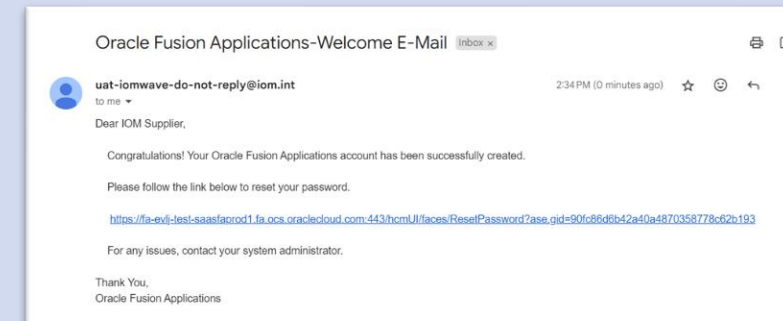 Oracle Fusion Applications-Welcome E-Mail Inbox x
uat-iomwave-do-not-reply@iom.int 2:34 PM (0 minutes ago)
to me
Dear IOM Supplier,
Congratulations! Your Oracle Fusion Applications account has been successfully created.
Please follow the link below to reset your password.
https://fa-evlj-test-saasfaprod1.fa.ocs.oraclecloud.com:443/hcmUI/faces/ResetPassword?ase.gid=90fc86d6b42a40a4870358778c62b193
For any issues, contact your system administrator.
Thank You,
Oracle Fusion Applications